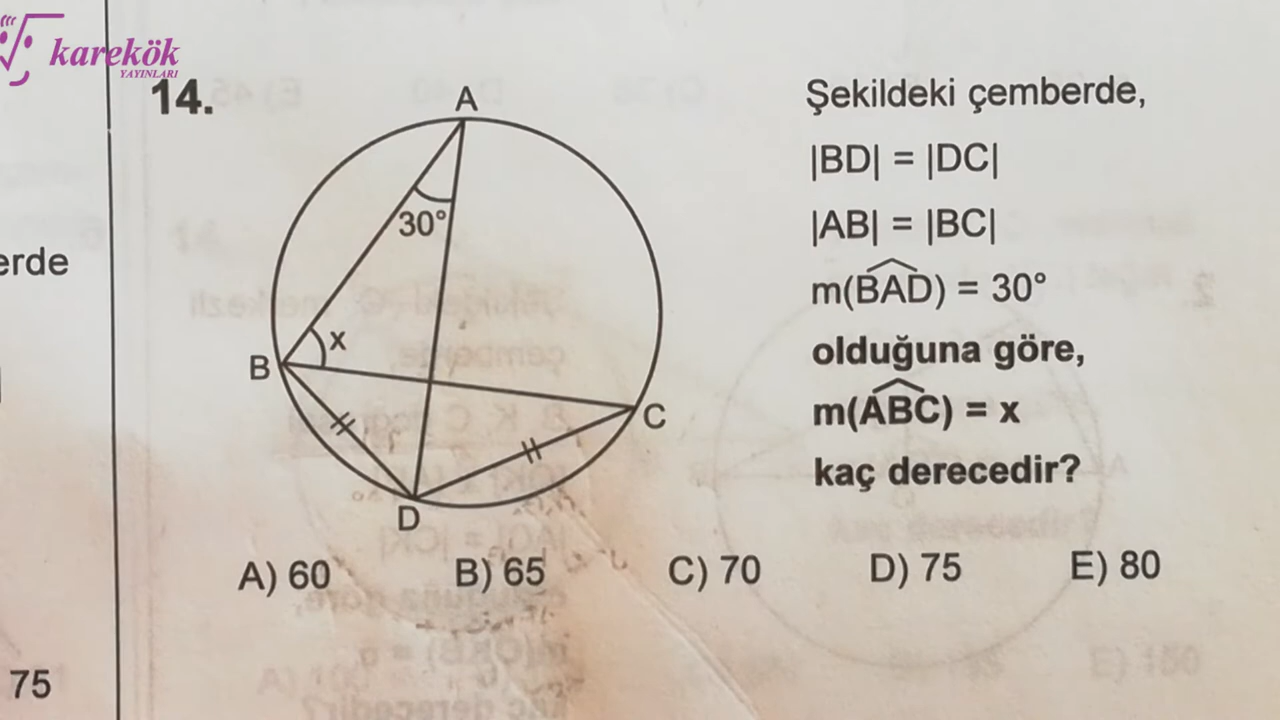 karekök
YAYINLARI
14.
Şekildeki çemberde,
|BD| = |DC|
|AB| = |BC|
m(BAD) = 30°
olduğuna göre,
m(ABC) = x
kaç derecedir?
A
30°
x
B
C
D
A) 60 B) 65 C) 70 D) 75 E) 80
erde
75